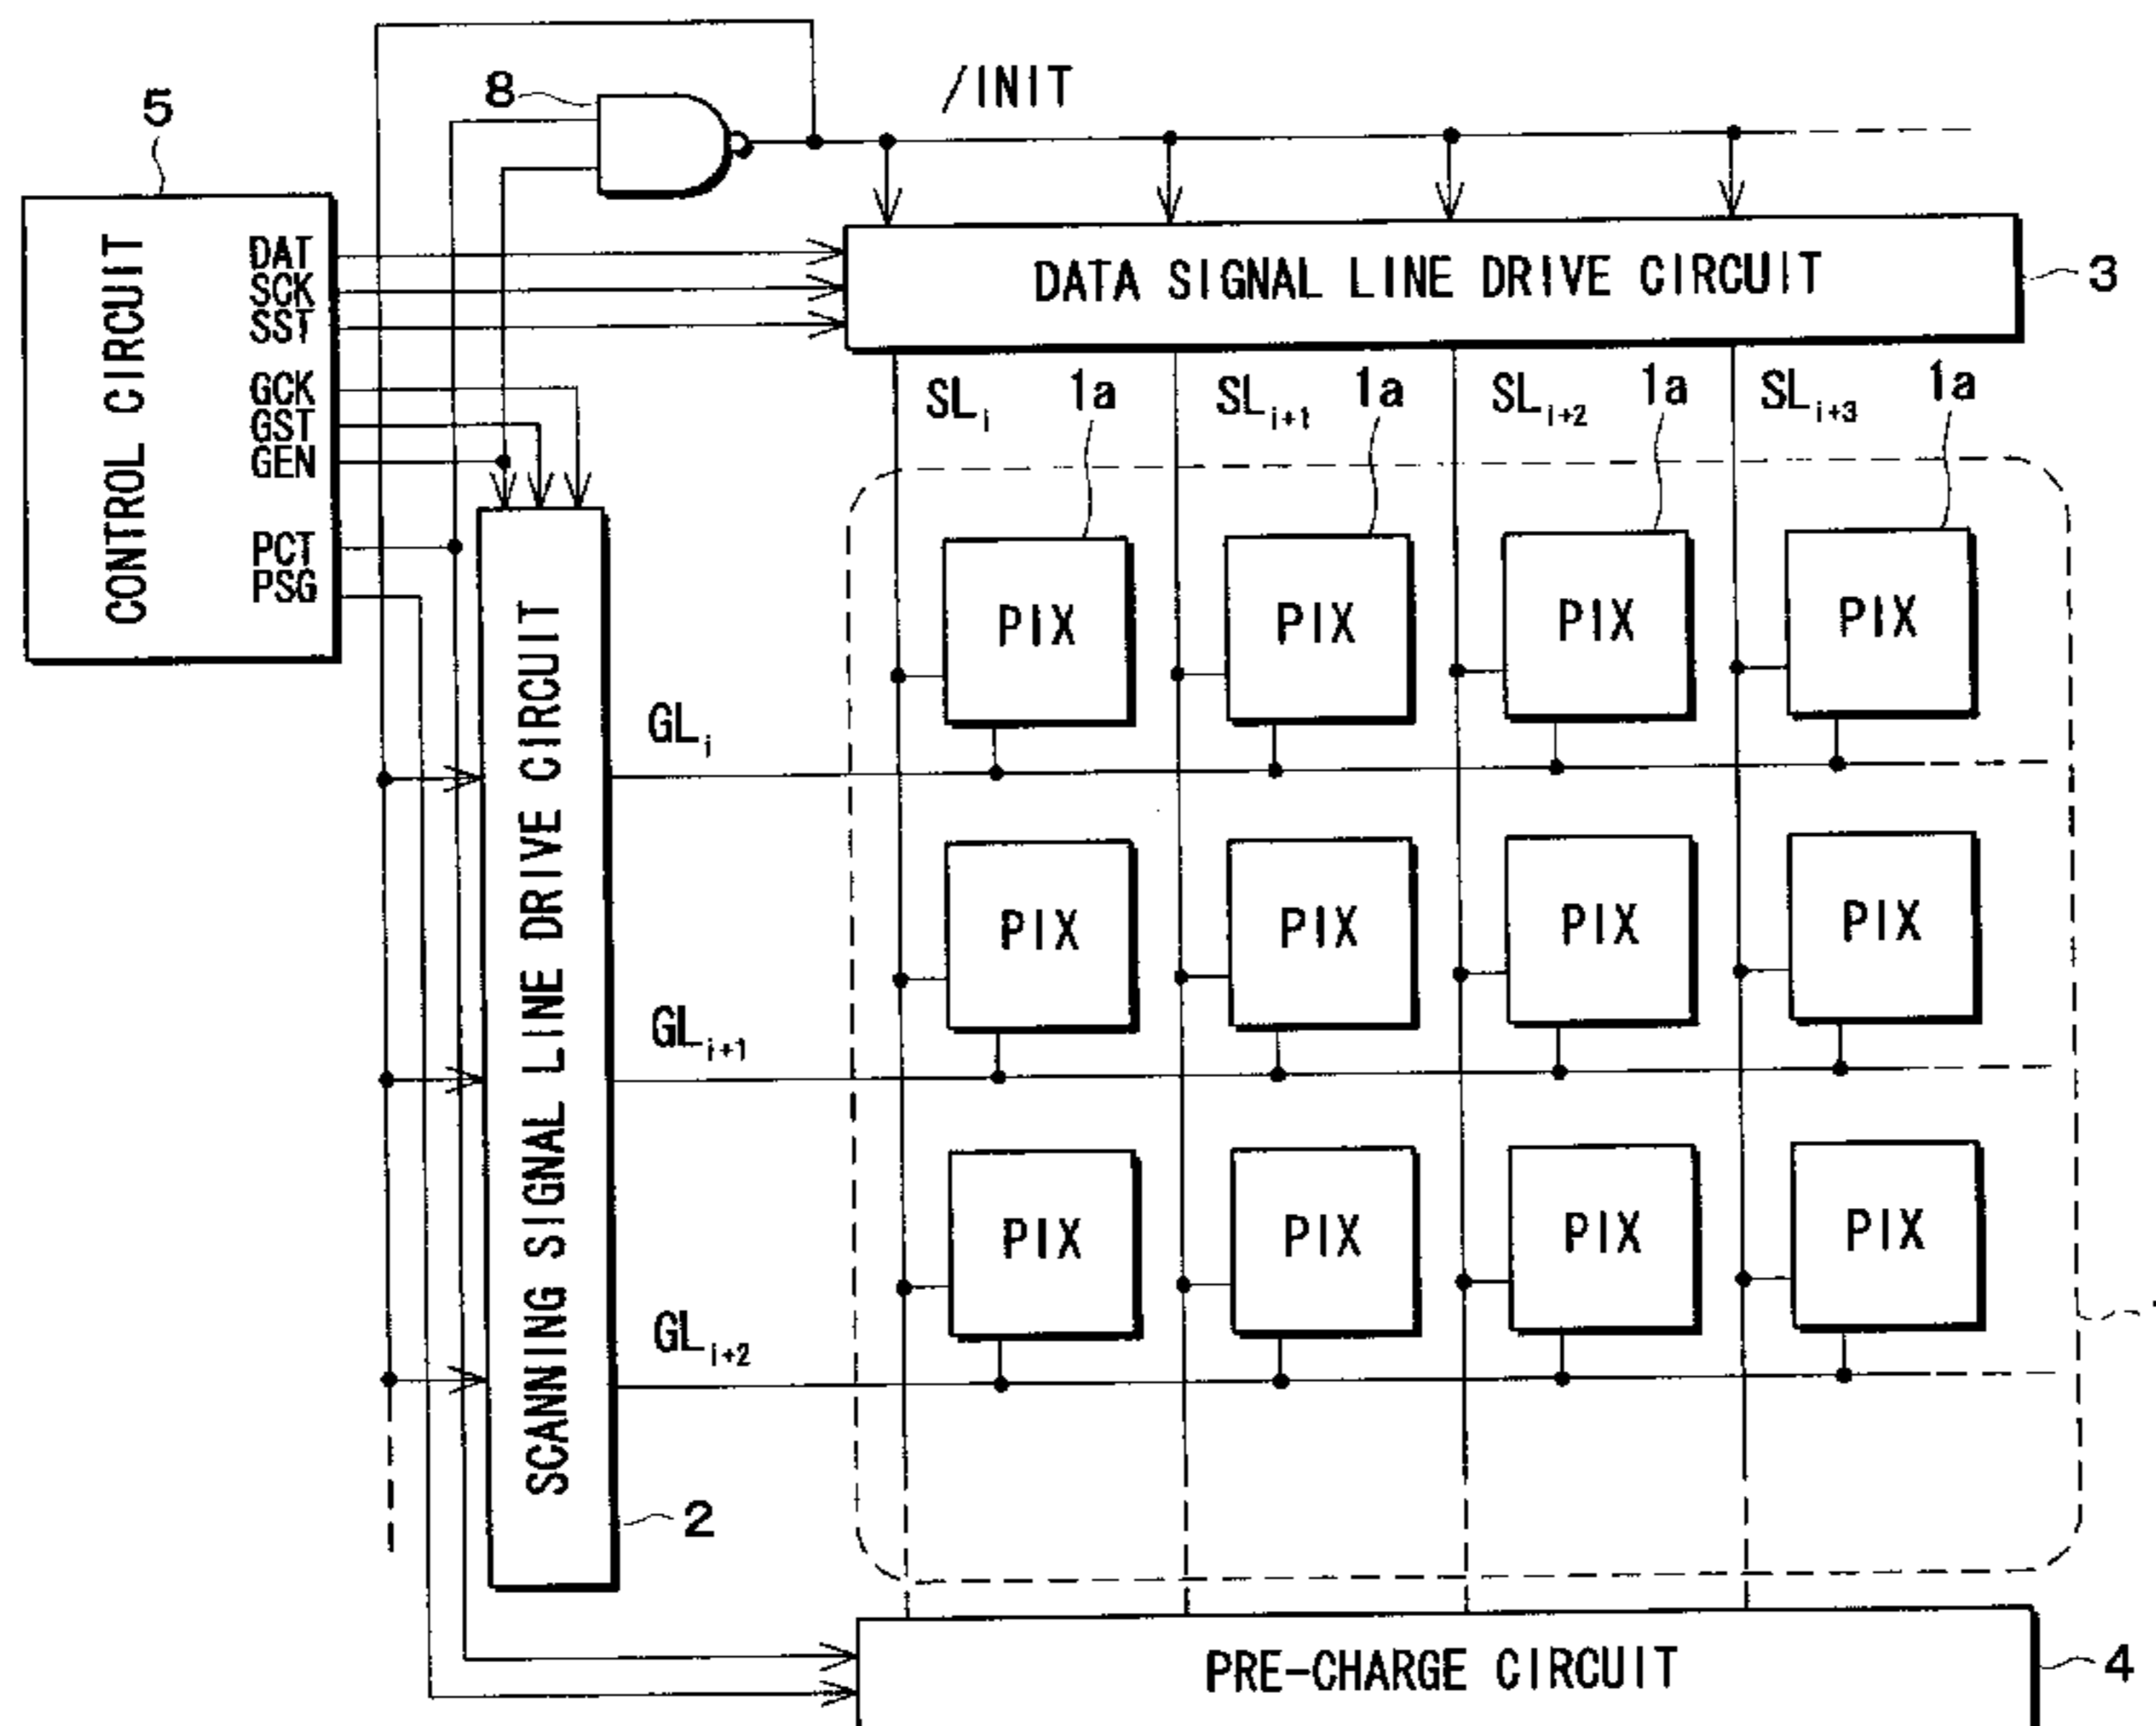 /INIT
8
5
CONTROL CIRCUIT
DAT
SCK
SST
GCK
GST
GEN
PCT
PSG
DATA SIGNAL LINE DRIVE CIRCUIT
3
SLi 1a SLi+1 1a SLi+2 1a SLi+3 1a
PIX PIX PIX PIX
GLi
PIX PIX PIX PIX
GLi+1
PIX PIX PIX PIX
GLi+2
SCANNING SIGNAL LINE DRIVE CIRCUIT
2
PRE-CHARGE CIRCUIT
4